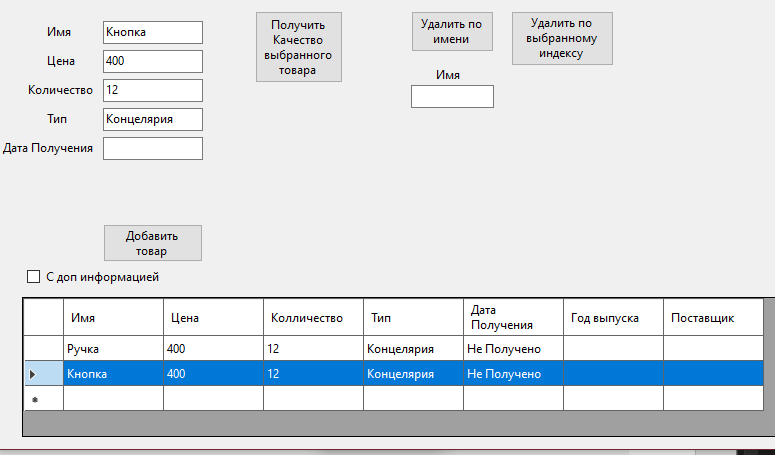 Имя
Кнопка
Цена
400
Количество
12
Тип
Концелярия
Дата Получения
Получить
Качество
выбранного
товара
Удалить по
имени
Имя
Удалить по
выбранному
индексу
Добавить
товар
С доп информацией
Имя
Цена
Колличество
Тип
Дата
Получения
Год выпуска
Поставщик
Ручка
400
12
Концелярия
Не Получено
Кнопка
400
12
Концелярия
Не Получено